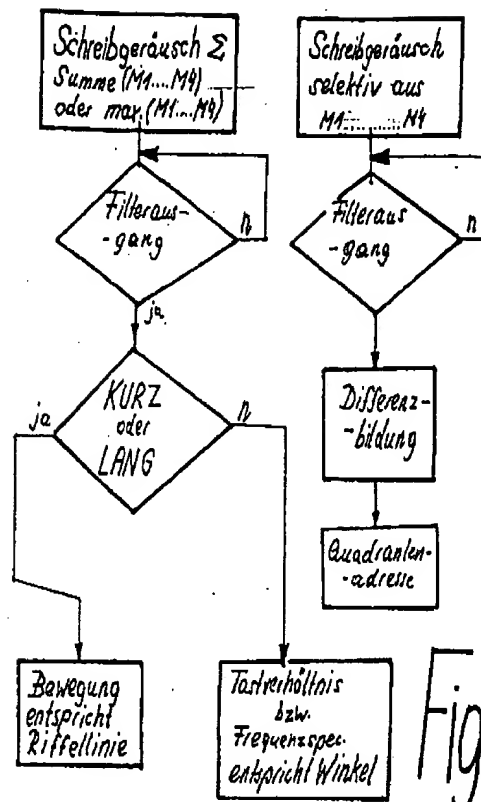 Schreibgeräusch Σ
Summe (M1....M4)
oder max (M1....M4)
Filteraus-
-gang
n
ja
KURZ
oder
LANG
ja
n
Bewegung
entspricht
Riffellinie
Tastverhältnis
bzw.
Frequenzspec.
entspricht Winkel
Schreibgeräusch
selektiv aus
M1..........M4
Filteraus
-gang
n
Differenz-
-bildung
Quadranten-
-adresse
Fig